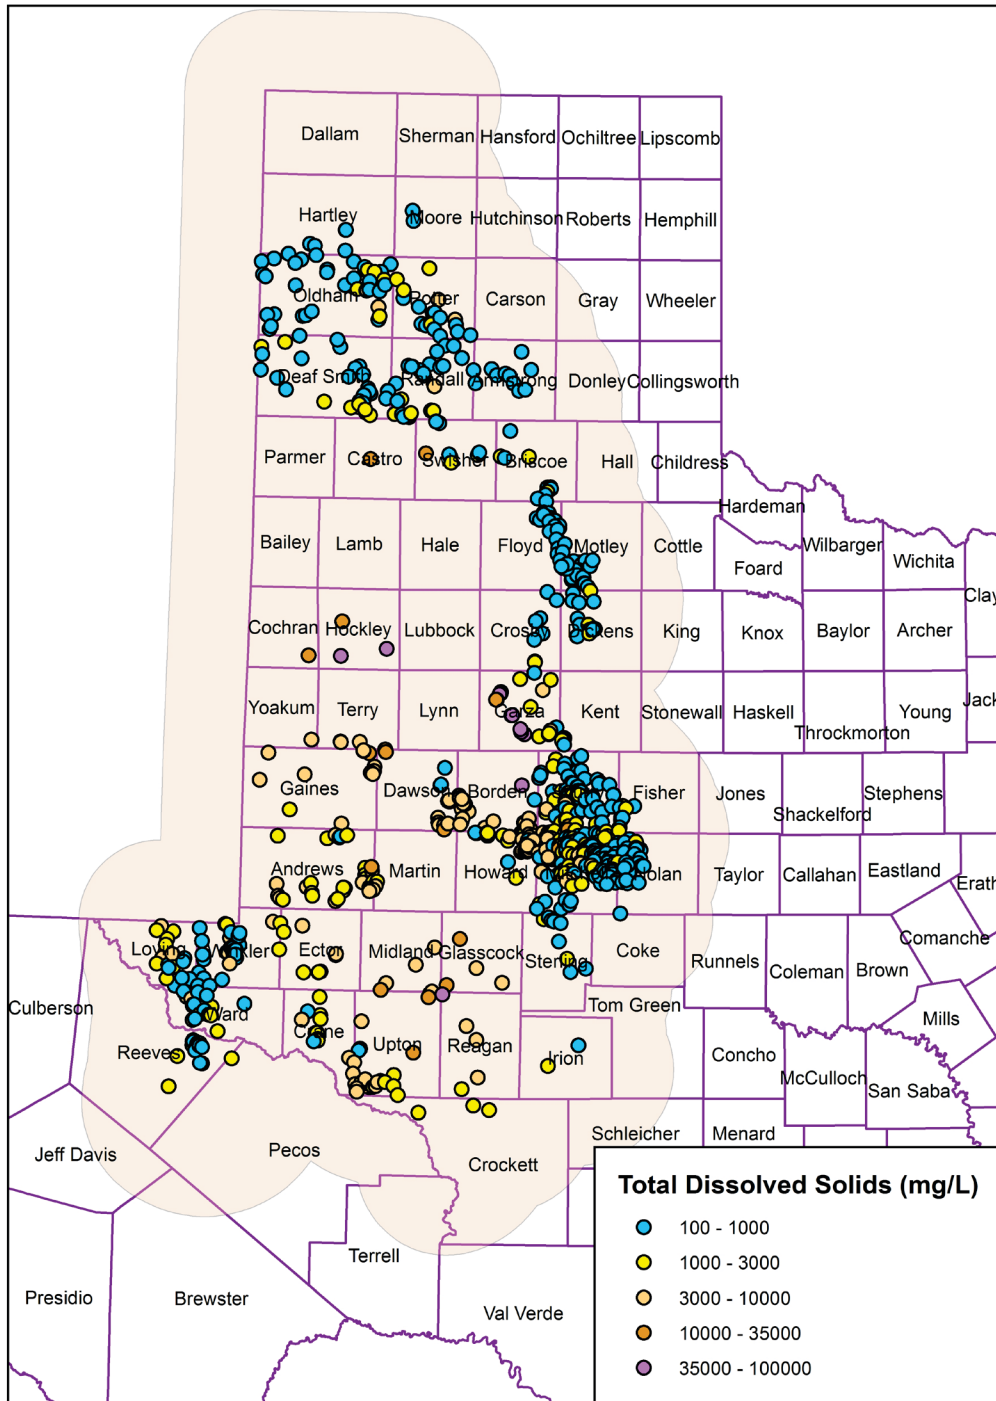 Dallam Sherman Hansford Ochiltree Lipscomb
Hartley Moore Hutchinson Roberts Hemphill
Oldham Potter Carson Gray Wheeler
Deaf Smith Randall Armstrong Donley Collingsworth
Parmer Castro Swisher Briscoe Hall Childress
Hardeman
Bailey Lamb Hale Floyd Motley Cottle Wilbarger Wichita
Foard
Clay
Cochran Hockley Lubbock Crosby Dickens King Knox Baylor Archer
Jack
Yoakum Terry Lynn Garza Kent Stonewall Haskell Young
Throckmorton
Gaines Dawson Borden Fisher Jones Stephens
Shackelford
Andrews Martin Howard Nolan Taylor Callahan Eastland
Erath
Loving Winkler Ector Midland Glasscock Sterling Coke Comanche
Runnels Coleman Brown
Culberson Ward Tom Green Mills
Reeves Crane Upton Reagan Irion Concho
McCulloch San Saba
Jeff Davis Pecos Crockett Schleicher Menard
Terrell
Presidio Brewster Val Verde
Total Dissolved Solids (mg/L)
100 - 1000
1000 - 3000
3000 - 10000
10000 - 35000
35000 - 100000